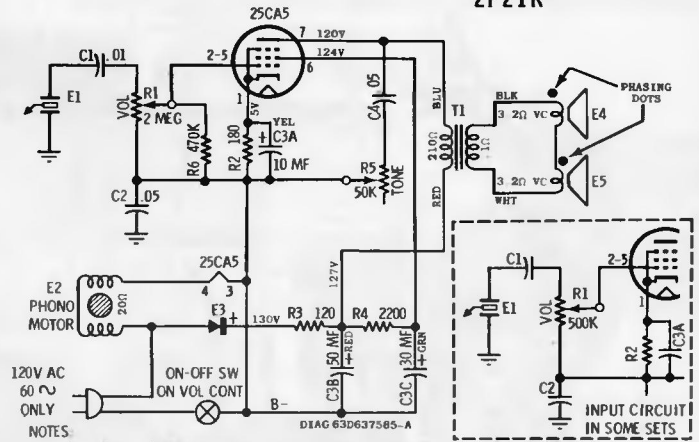 2P21R
25CA5
C1 .01
7 120V
124V
6
2-5
E1
VOL
R1
2 MEG
R6 470K
1
5V
R2 180
YEL
+ C3A
10 MF
C4 .05
R5
50K
TONE
C2 .05
BLU
210Ω
RED
T1
.1Ω
BLK
3.2Ω VC
E4
PHASING
DOTS
3.2Ω VC
E5
WHT
E2
PHONO
MOTOR
20Ω
25CA5
4 3
E3 +
130V
R3 120
127V
R4 2200
50 MF
+RED
C3B
30 MF
+GRN
C3C
120V AC
60 ~
ONLY
ON-OFF SW
ON VOL CONT
B-
DIAG 63D637585-A
NOTES:
C1
E1
VOL
R1
500K
2-5
1
R2
C3A
C2
INPUT CIRCUIT
IN SOME SETS